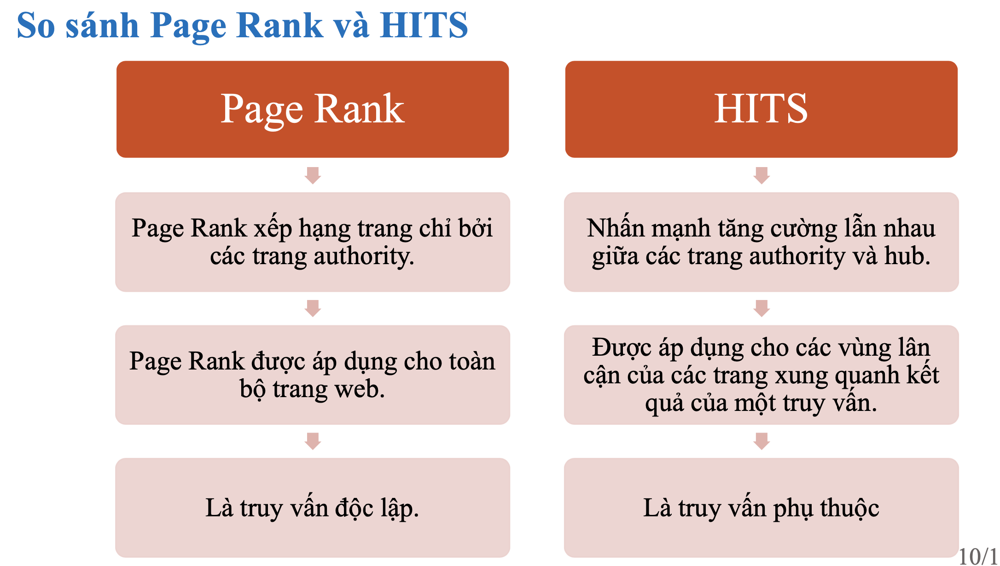 So sánh Page Rank và HITS
Page Rank
Page Rank xếp hạng trang chỉ bởi
các trang authority.
Page Rank được áp dụng cho toàn
bộ trang web.
Là truy vấn độc lập.
HITS
Nhấn mạnh tăng cường lẫn nhau
giữa các trang authority và hub.
Được áp dụng cho các vùng lân
cận của các trang xung quanh kết
quả của một truy vấn.
Là truy vấn phụ thuộc
10/1